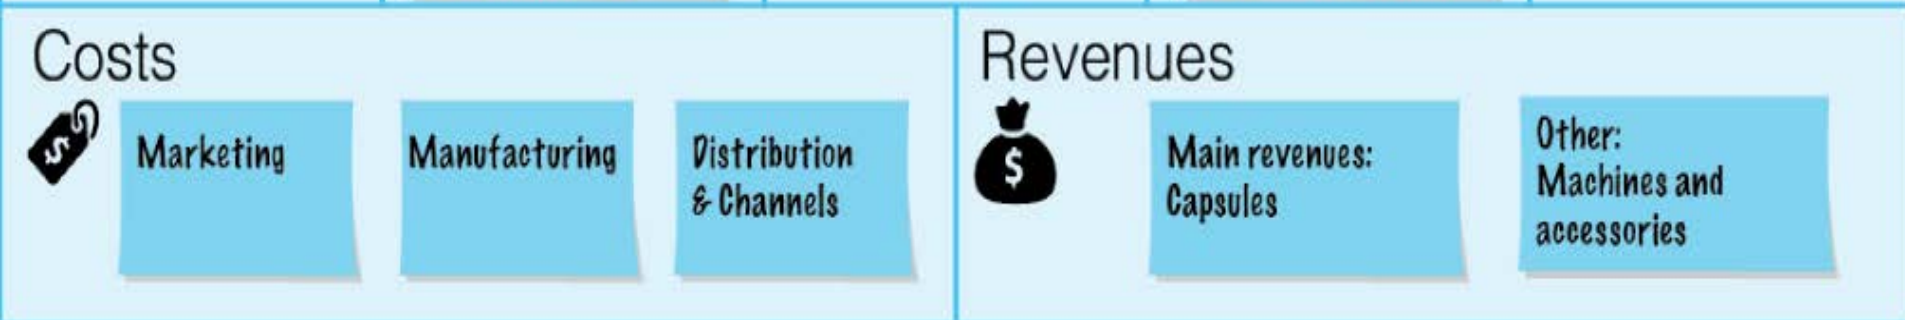 Costs
Marketing
Manufacturing
Distribution
& Channels
Revenues
Main revenues:
Capsules
Other:
Machines and
accessories